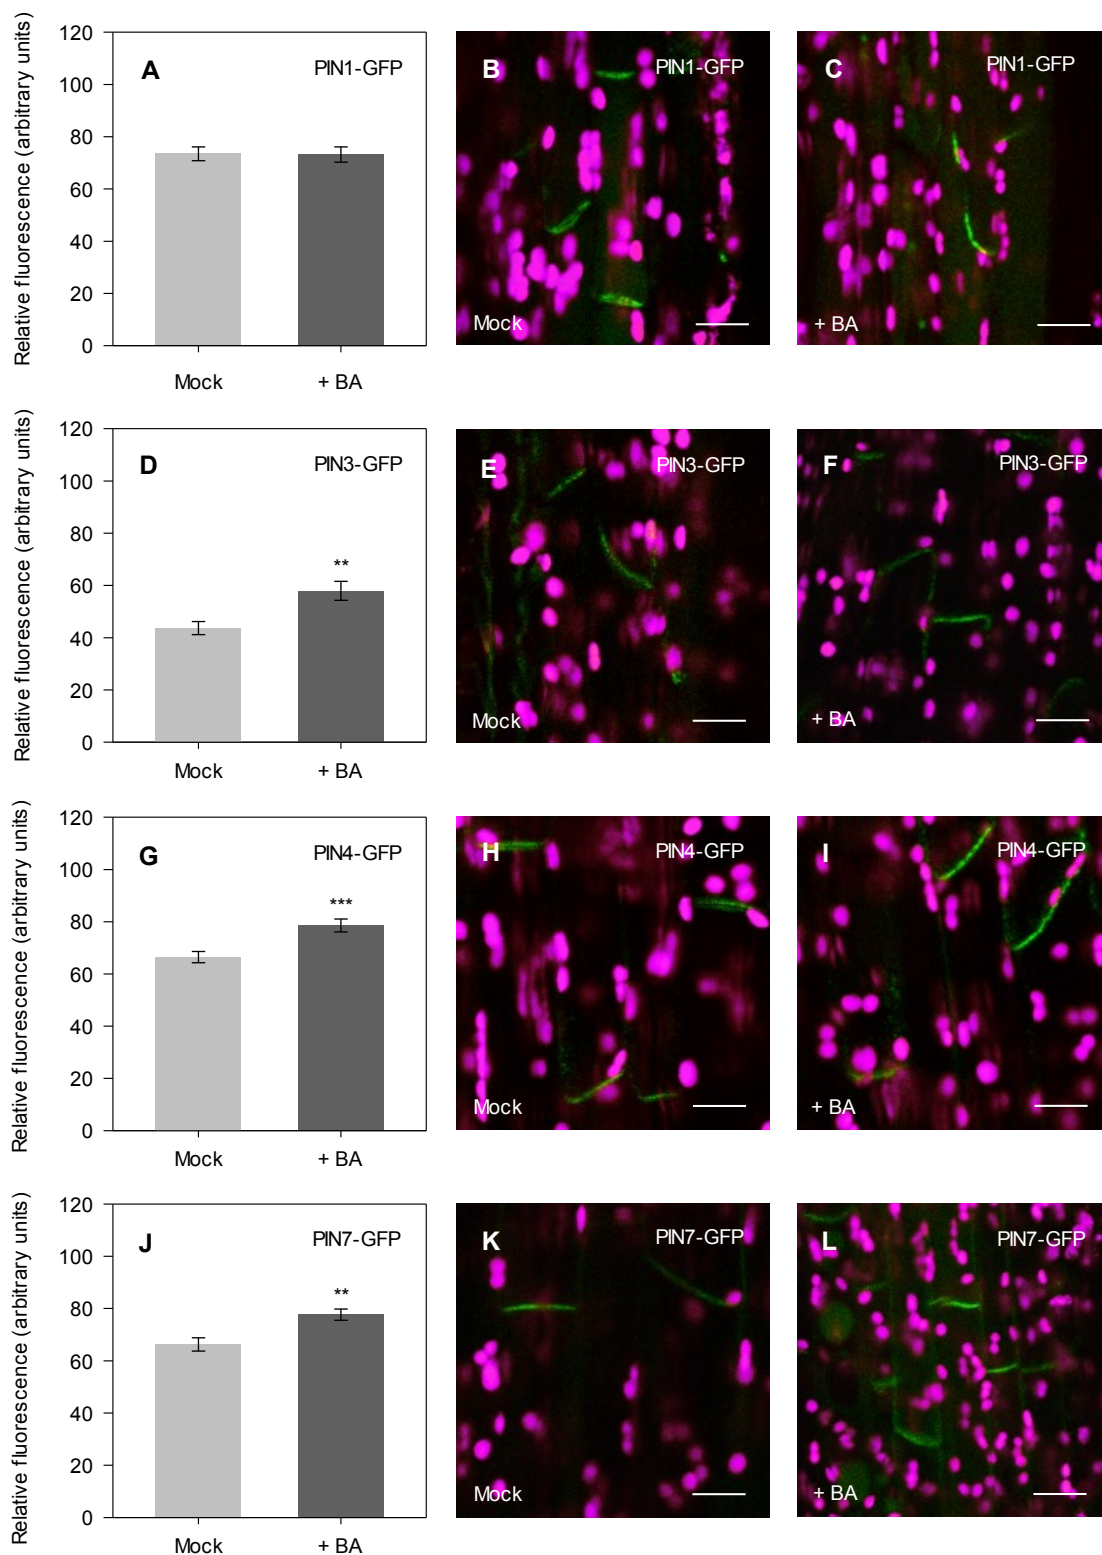 Relative fluorescence (arbitrary units)
120
100
80
60
40
20
0
A
PIN1-GFP
Mock
+ BA
B
PIN1-GFP
Mock
C
PIN1-GFP
+ BA
Relative fluorescence (arbitrary units)
120
100
80
60
40
20
0
D
PIN3-GFP
**
Mock
+ BA
E
PIN3-GFP
Mock
F
PIN3-GFP
+ BA
Relative fluorescence (arbitrary units)
120
100
80
60
40
20
0
G
PIN4-GFP
***
Mock
+ BA
H
PIN4-GFP
Mock
I
PIN4-GFP
+ BA
Relative fluorescence (arbitrary units)
120
100
80
60
40
20
0
J
PIN7-GFP
**
Mock
+ BA
K
PIN7-GFP
Mock
L
PIN7-GFP
+ BA